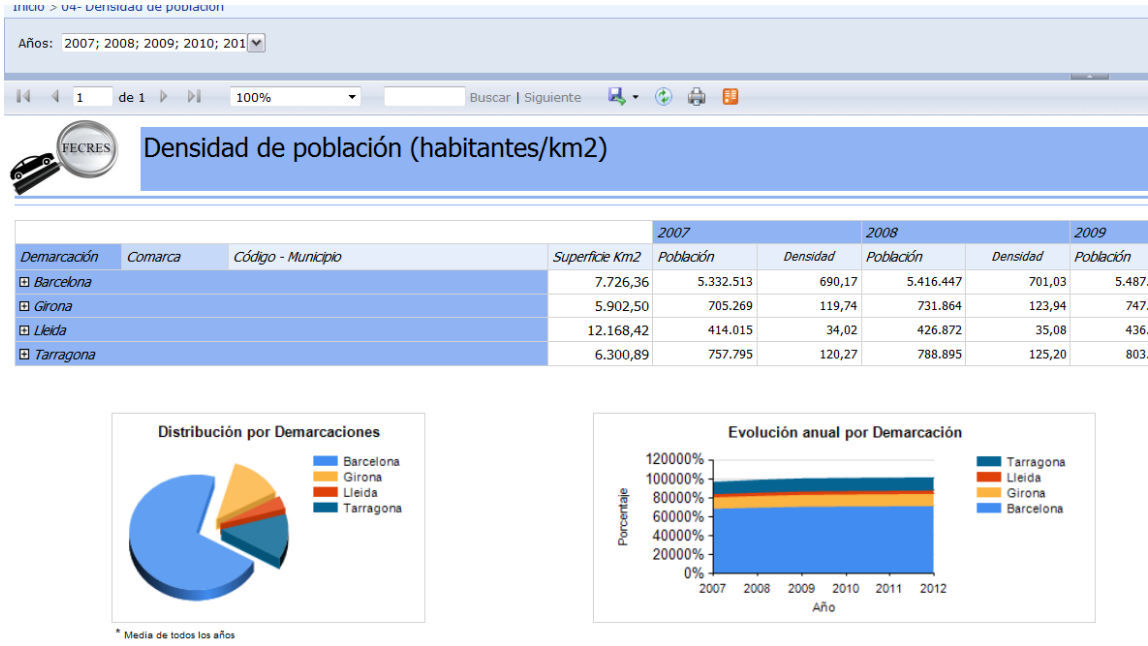 Inicio > 04- Densidad de población
Años: 2007; 2008; 2009; 2010; 201
1 de 1 100% Buscar | Siguiente
FECRES
Densidad de población (habitantes/km2)
2007 2008 2009
Demarcación Comarca Código - Municipio Superficie Km2 Población Densidad Población Densidad Población
Barcelona 7.726,36 5.332.513 690,17 5.416.447 701,03 5.487.
Girona 5.902,50 705.269 119,74 731.864 123,94 747.
Lleida 12.168,42 414.015 34,02 426.872 35,08 436.
Tarragona 6.300,89 757.795 120,27 788.895 125,20 803.
Distribución por Demarcaciones
Barcelona
Girona
Lleida
Tarragona
* Media de todos los años
Evolución anual por Demarcación
Porcentaje
120000%
100000%
80000%
60000%
40000%
20000%
0%
2007 2008 2009 2010 2011 2012
Año
Tarragona
Lleida
Girona
Barcelona